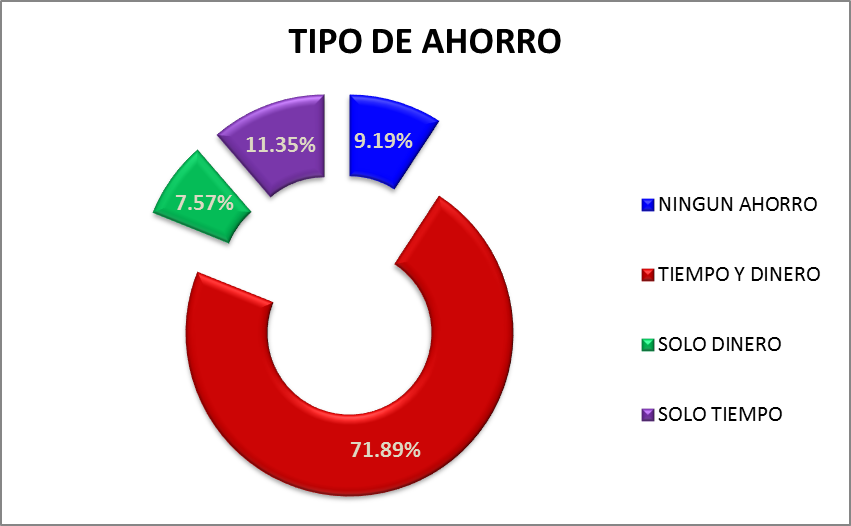 TIPO DE AHORRO
11.35%
9.19%
7.57%
71.89%
NINGUN AHORRO
TIEMPO Y DINERO
SOLO DINERO
SOLO TIEMPO